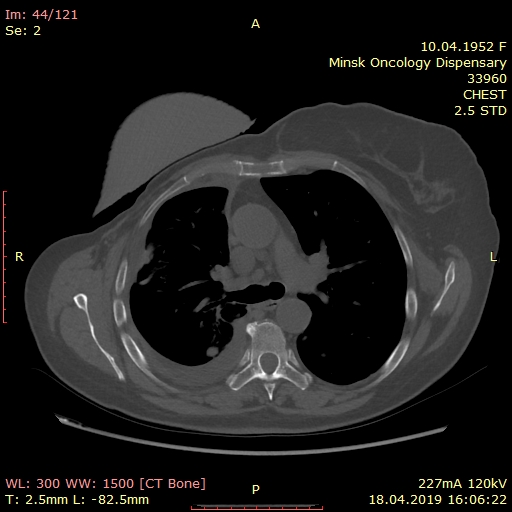 Im: 44/121
Se: 2
A
10.04.1952 F
Minsk Oncology Dispensary
33960
CHEST
2.5 STD
R
L
WL: 300 WW: 1500 [CT Bone]
T: 2.5mm L: -82.5mm
P
227mA 120kV
18.04.2019 16:06:22